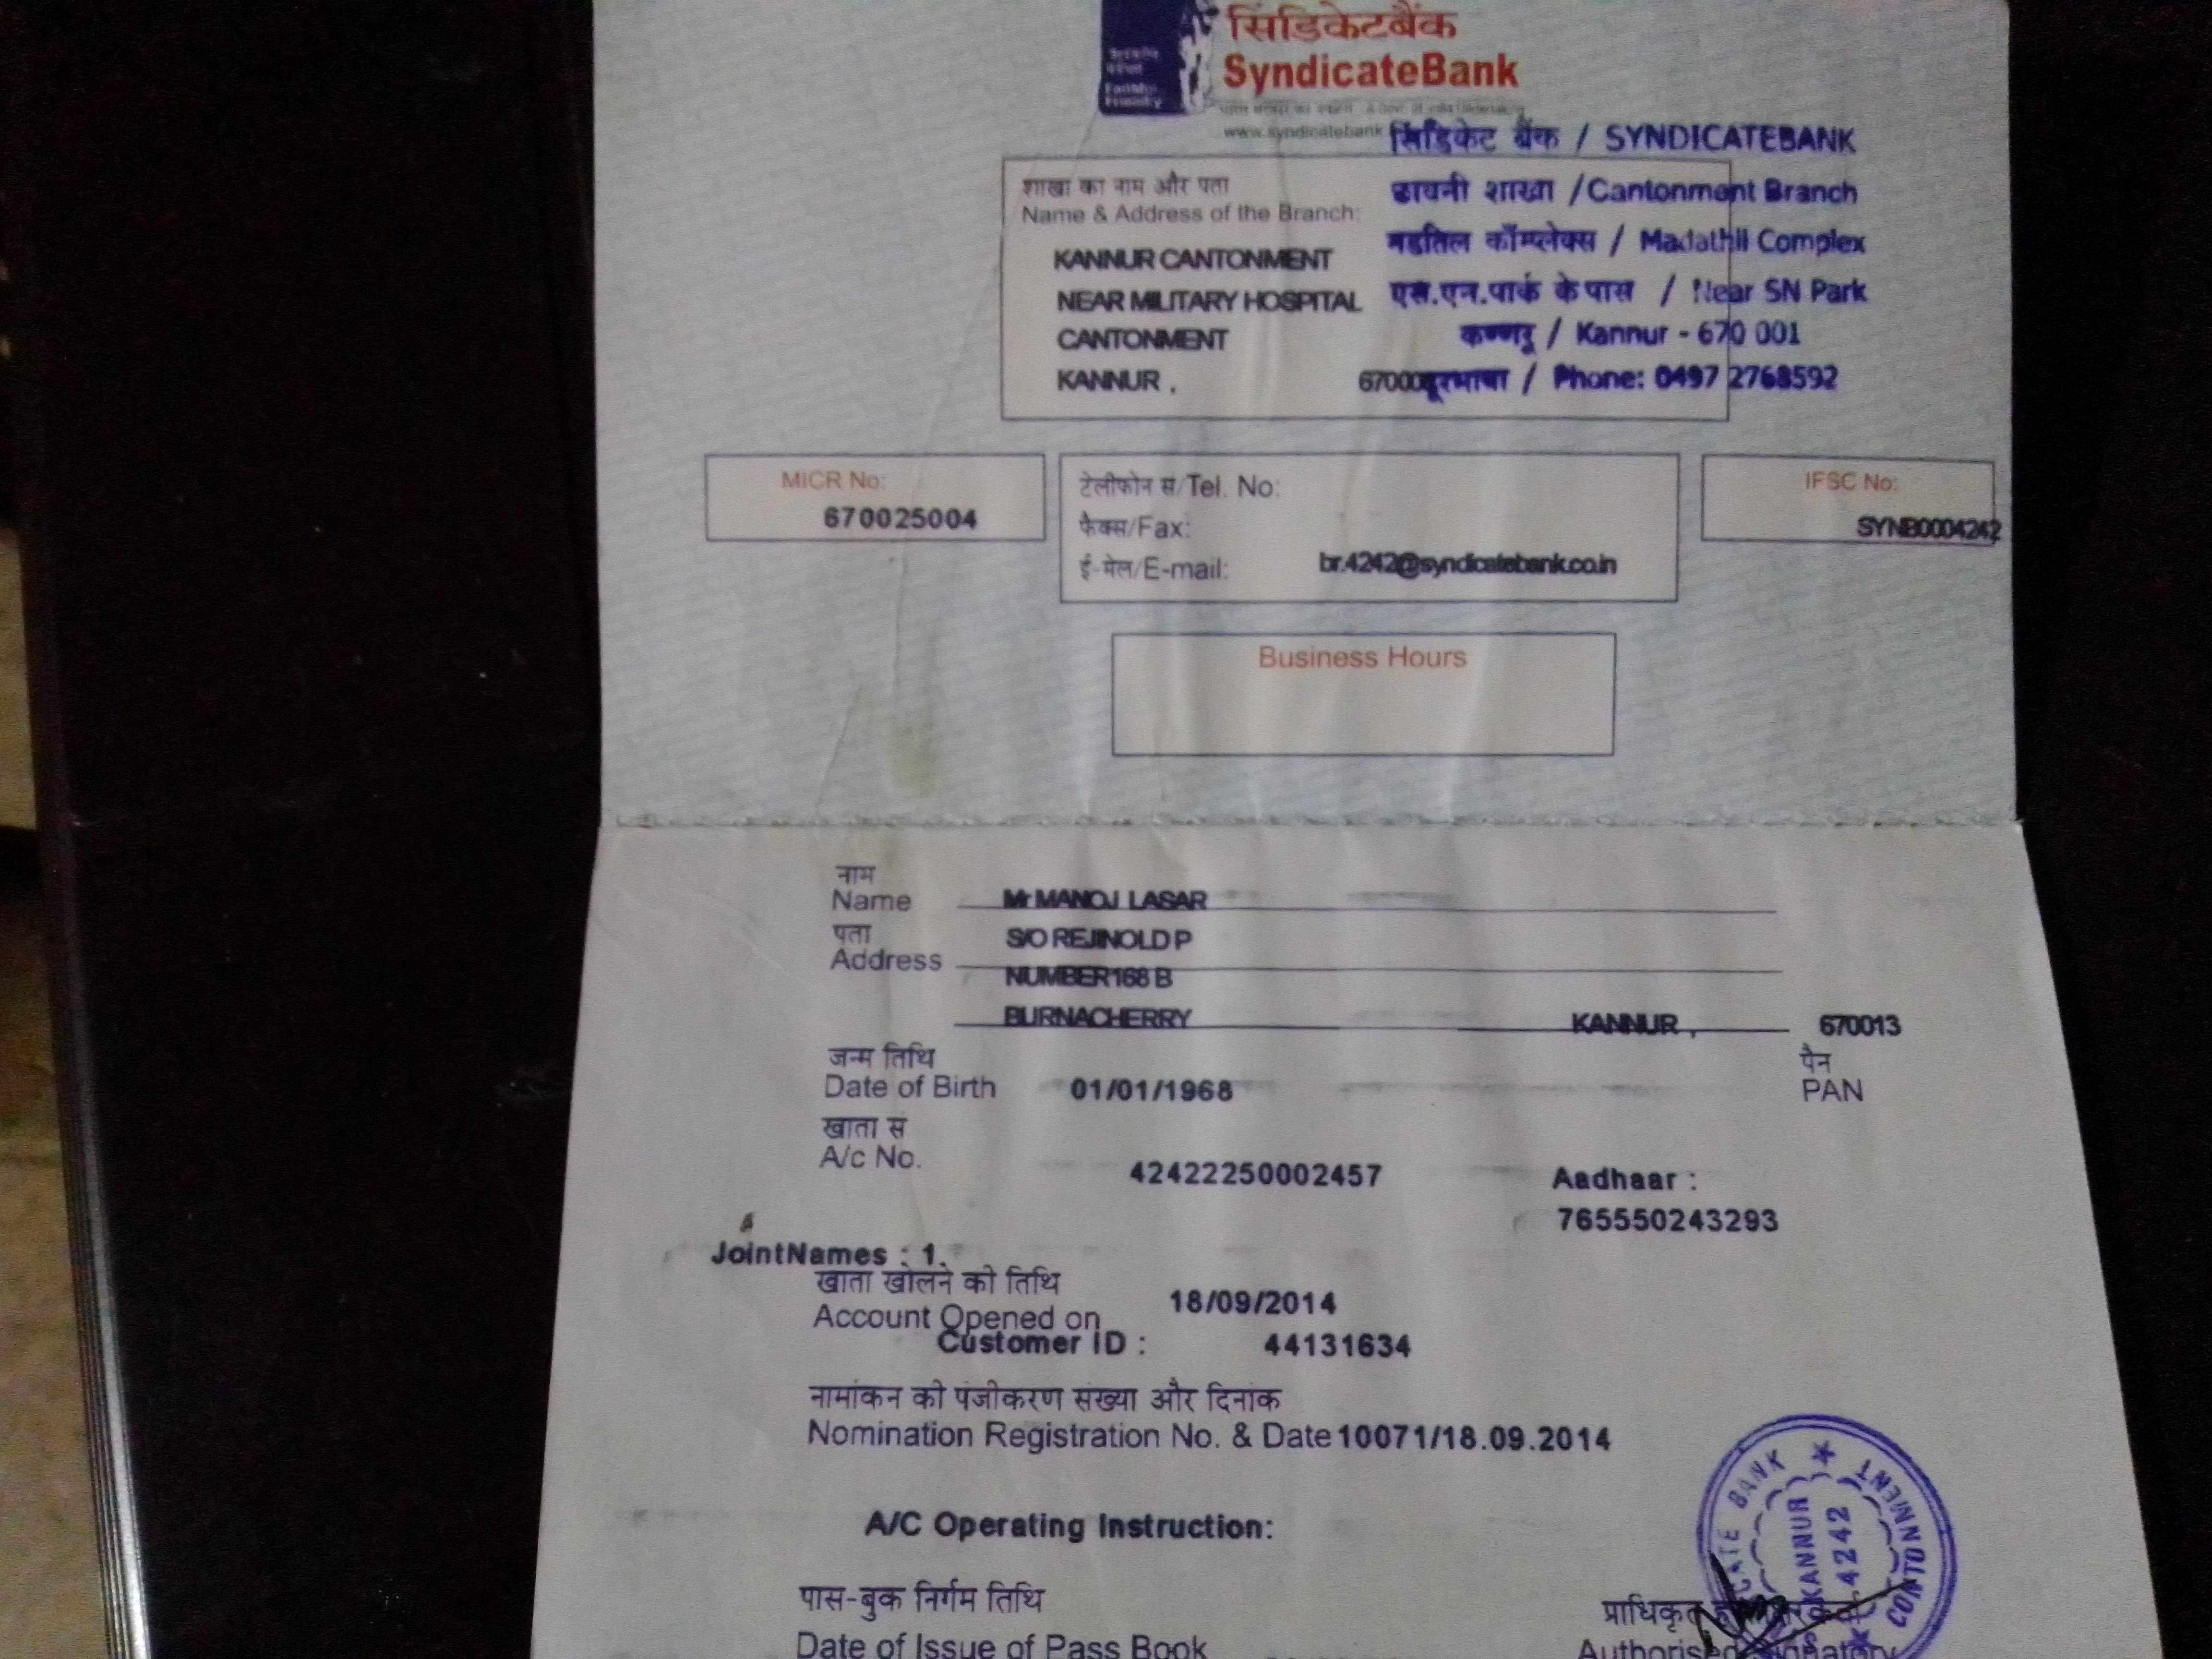 सिंडिकेटबैंक
SyndicateBank
www.syndicatebank
सिंडिकेट बैंक / SYNDICATEBANK
शाखा का नाम और पता
Name & Address of the Branch:
छावनी शाखा /Cantonment Branch
मडतिल कॉम्प्लेक्स / Madathil Complex
KANNUR CANTONMENT
NEAR MILITARY HOSPITAL
एस.एन.पार्क के पास / Near SN Park
CANTONMENT
कण्णूर / Kannur - 670 001
KANNUR ,
दूरभाषा / Phone: 0497 2768592
MICR No:
670025004
टेलीफोन सं/Tel. No:
फैक्स/Fax:
ई-मेल/E-mail: br.4242@syndicatebank.co.in
IFSC No:
SYNB0004242
Business Hours
नाम
Name Mr MANOJ LASAR
पता
Address S/O REJINOLD P
NUMBER 168 B
BURNACHERRY KANNUR , 670013
जन्म तिथि
Date of Birth 01/01/1968
पैन
PAN
खाता सं
A/c No. 42422250002457
Aadhaar :
765550243293
JointNames : 1.
खाता खोलने की तिथि
Account Opened on 18/09/2014
Customer ID : 44131634
नामांकन की पंजीकरण संख्या और दिनांक
Nomination Registration No. & Date 10071/18.09.2014
A/C Operating Instruction:
पास-बुक निर्गम तिथि
Date of Issue of Pass Book
प्राधिकृत
Authorised Signatory
BANK
CONTONMENT
KANNUR
4242